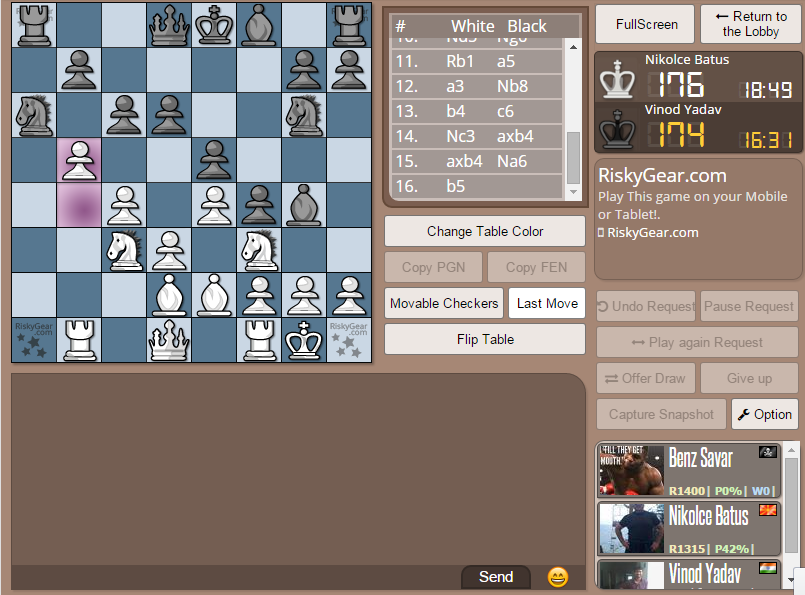 # White Black
10. Nd5 Ng6
11. Rb1 a5
12. a3 Nb8
13. b4 c6
14. Nc3 axb4
15. axb4 Na6
16. b5
Change Table Color
Copy PGN Copy FEN
Movable Checkers Last Move
Flip Table
Send
FullScreen
Return to
the Lobby
Nikolce Batus
176 18:49
Vinod Yadav
174 16:31
RiskyGear.com
Play This game on your Mobile
or Tablet!.
RiskyGear.com
Undo Request Pause Request
Play again Request
Offer Draw Give up
Capture Snapshot Option
Benz Savar
R1400| P0%| W0|
Nikolce Batus
R1315| P42%|
Vinod Yadav
RiskyGear
.com
RiskyGear
.com